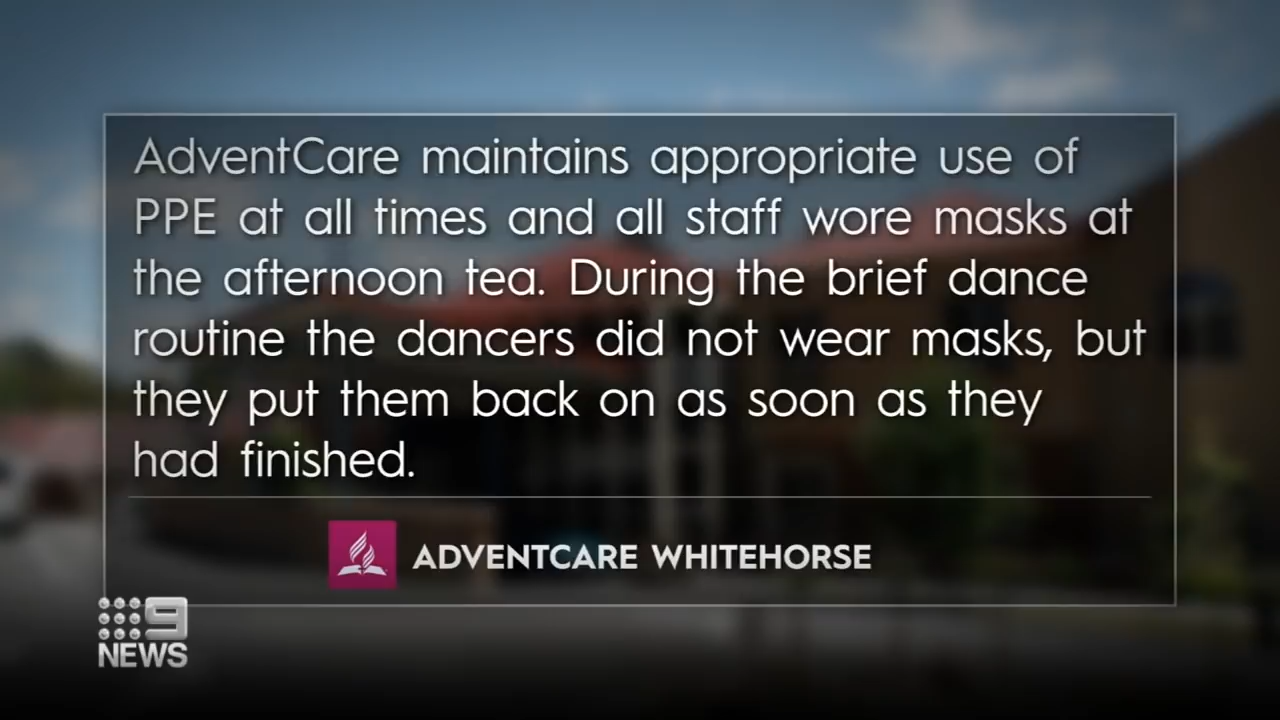 AdventCare maintains appropriate use of
PPE at all times and all staff wore masks at
the afternoon tea. During the brief dance
routine the dancers did not wear masks, but
they put them back on as soon as they
had finished.
ADVENTCARE WHITEHORSE
9
NEWS